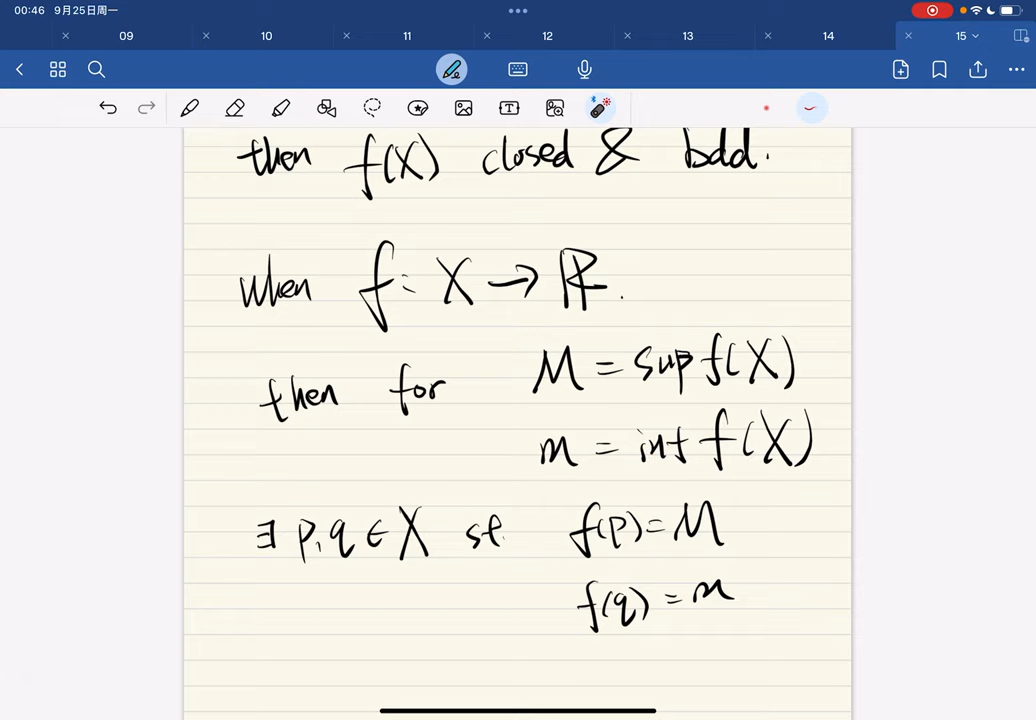 00:46 9月25日周一
09 10 11 12 13 14 15
then f(X) closed & bdd.
when f: X → ℝ.
then for M = sup f(X)
m = inf f(X)
∃ p, q ∈ X st. f(p) = M
f(q) = m